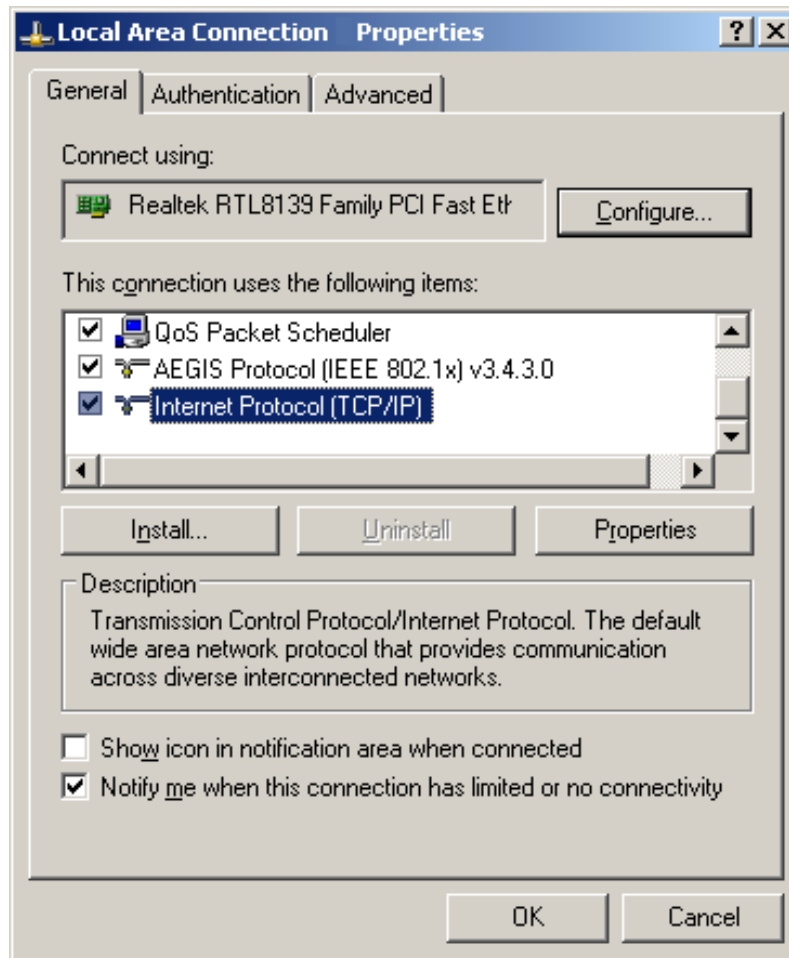 Local Area Connection Properties
General Authentication Advanced
Connect using:
Realtek RTL8139 Family PCI Fast Eth
Configure...
This connection uses the following items:
QoS Packet Scheduler
AEGIS Protocol (IEEE 802.1x) v3.4.3.0
Internet Protocol (TCP/IP)
Install... Uninstall Properties
Description
Transmission Control Protocol/Internet Protocol. The default
wide area network protocol that provides communication
across diverse interconnected networks.
Show icon in notification area when connected
Notify me when this connection has limited or no connectivity
OK Cancel